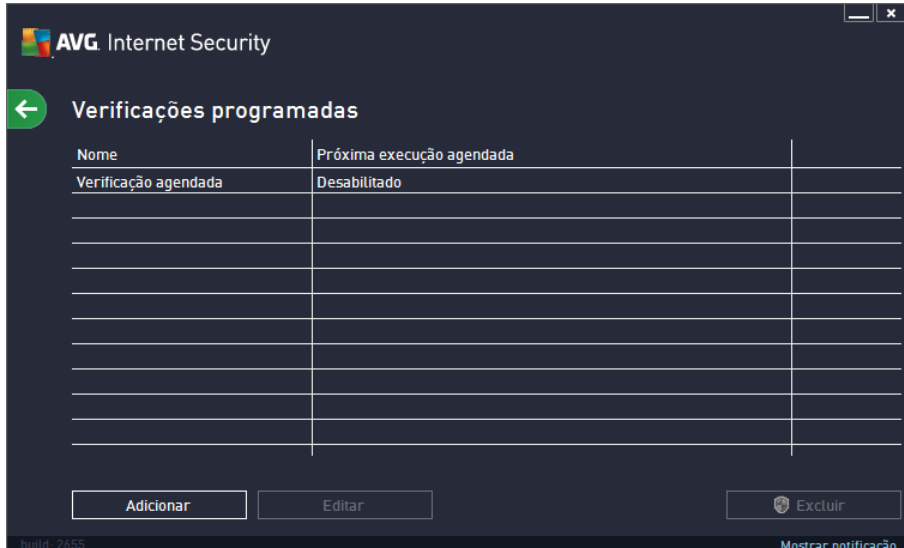 AVG. Internet Security
Verificações programadas
Nome Próxima execução agendada
Verificação agendada Desabilitado
Adicionar Editar Excluir
build: 2655 Mostrar notificação